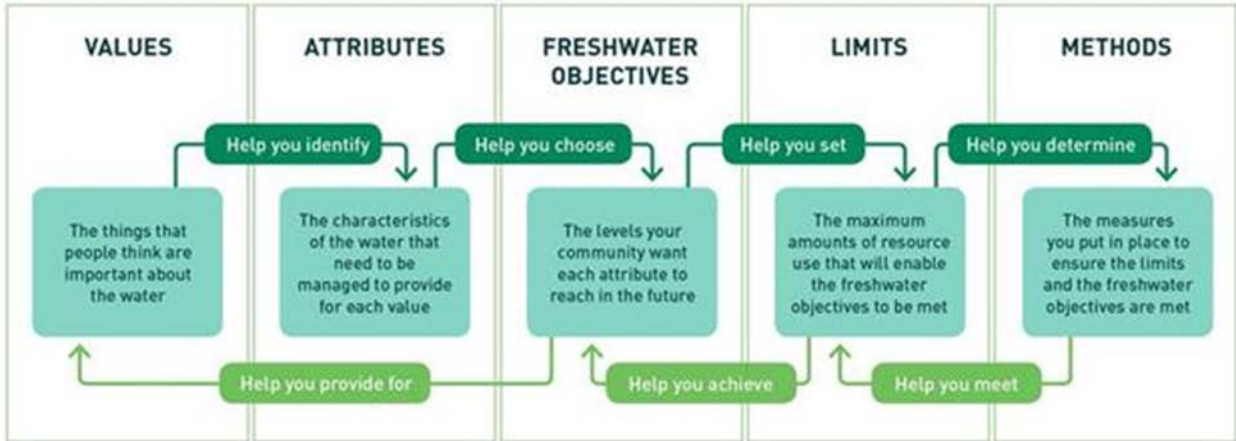 VALUES
ATTRIBUTES
FRESHWATER
OBJECTIVES
LIMITS
METHODS
Help you identify
Help you choose
Help you set
Help you determine
The things that
people think are
important about
the water
The characteristics
of the water that
need to be
managed to provide
for each value
The levels your
community want
each attribute to
reach in the future
The maximum
amounts of resource
use that will enable
the freshwater
objectives to be met
The measures
you put in place to
ensure the limits
and the freshwater
objectives are met
Help you provide for
Help you achieve
Help you meet